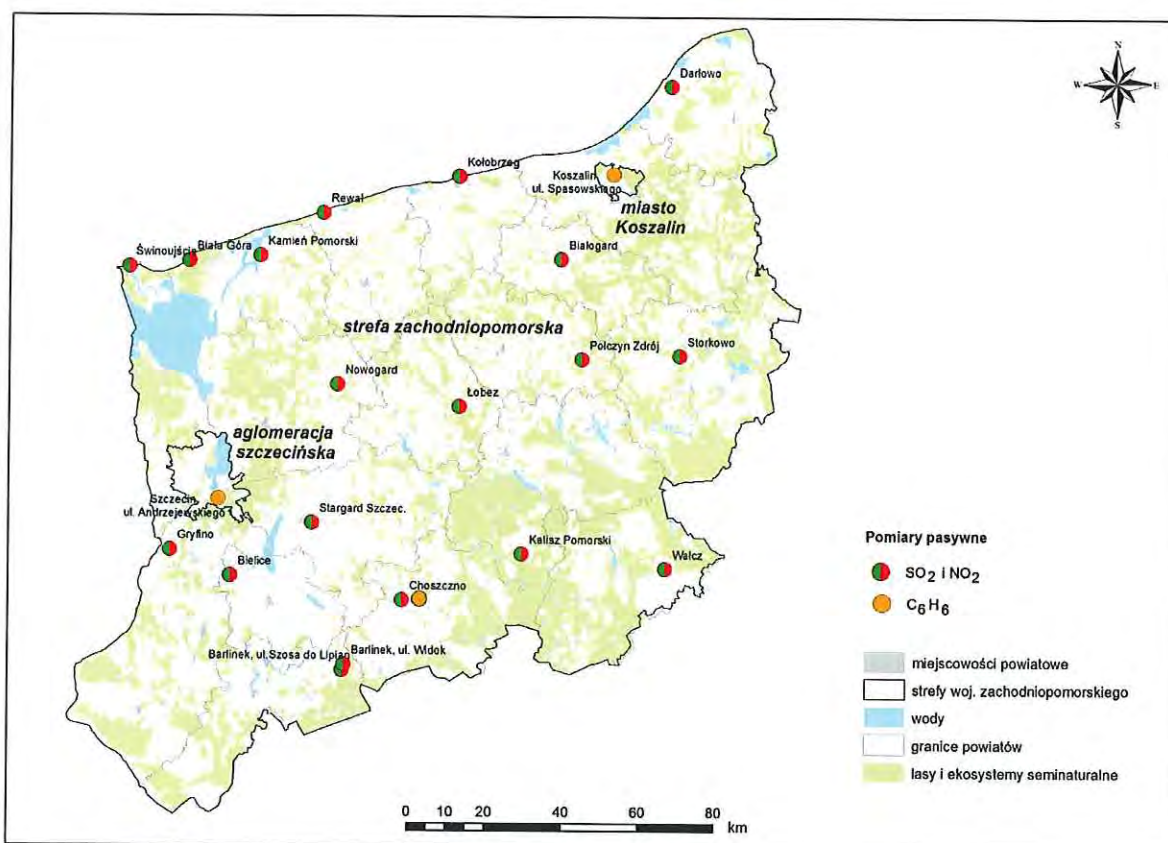 N
W E
S
Darłowo
Kołobrzeg
Koszalin
ul. Spasowskiego
miasto
Koszalin
Rewal
Świnoujście
Biała Góra
Kamień Pomorski
Białogard
strefa zachodniopomorska
Połczyn Zdrój
Storkowo
Nowogard
Łobez
aglomeracja
szczecińska
Szczecin,
ul. Andrzejewskiego
Stargard Szczec.
Gryfino
Bielice
Kalisz Pomorski
Wałcz
Choszczno
Barlinek, ul.Szosa do Lipian
Barlinek, ul. Widok
Pomiary pasywne
SO2 i NO2
C6H6
miejscowości powiatowe
strefy woj. zachodniopomorskiego
wody
granice powiatów
lasy i ekosystemy seminaturalne
0 10 20 40 60 80
km